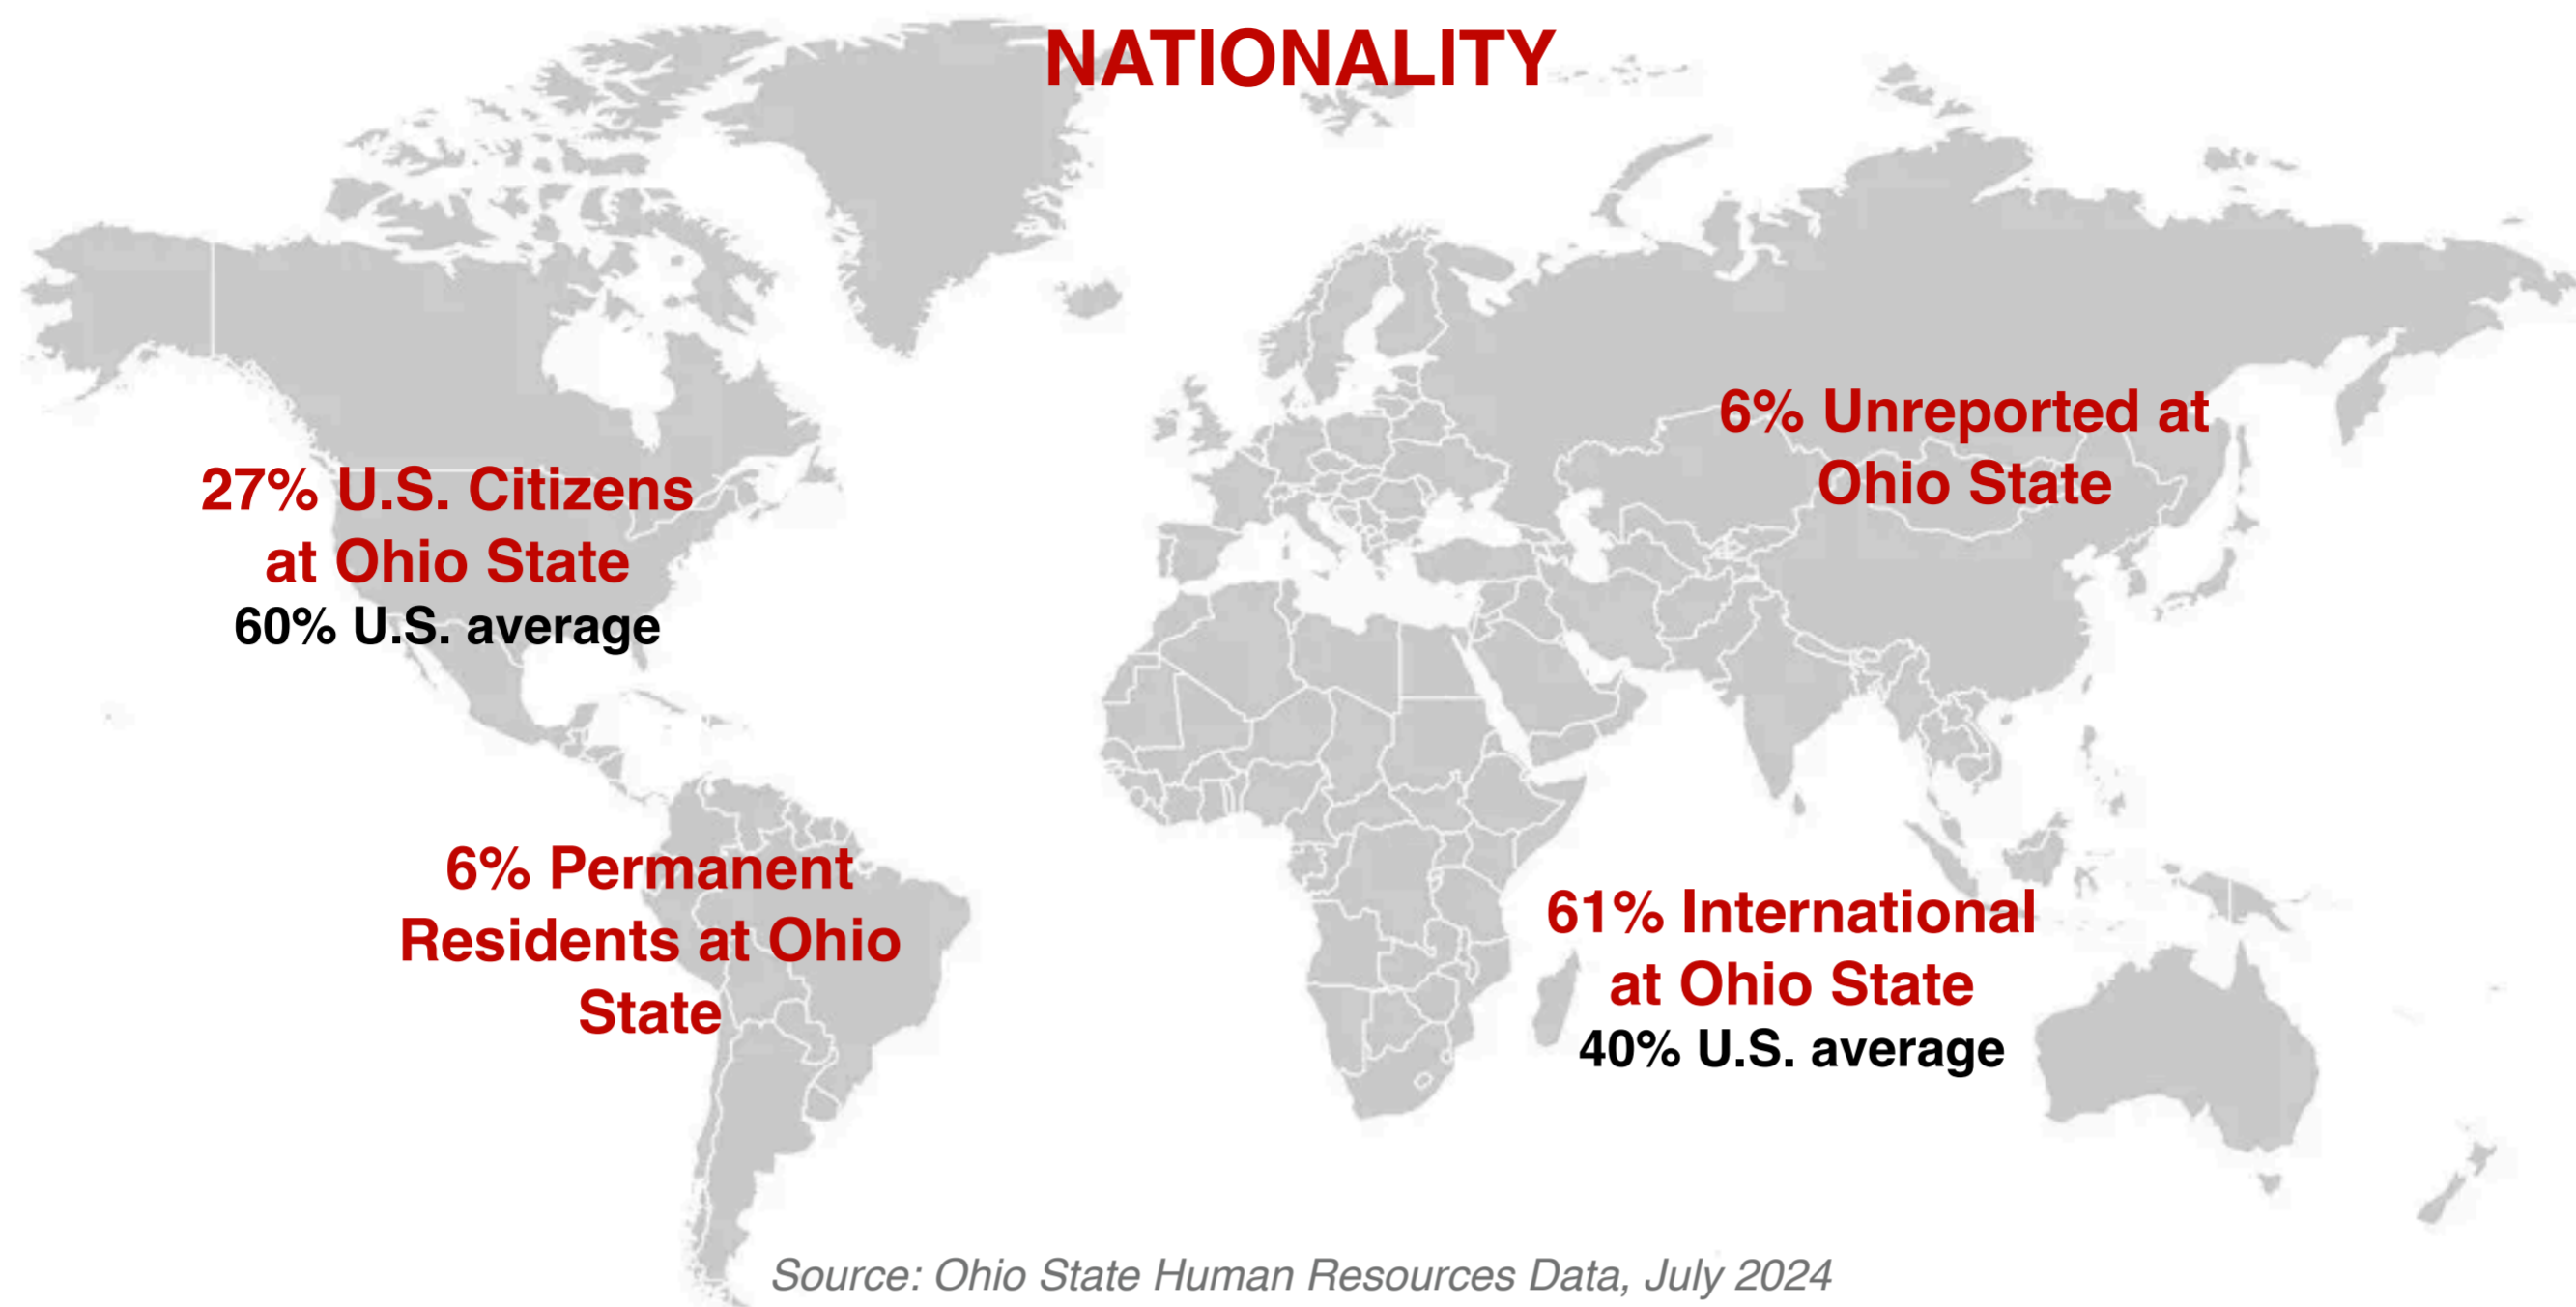 NATIONALITY
27% U.S. Citizens
at Ohio State
60% U.S. average
6% Unreported at
Ohio State
6% Permanent
Residents at Ohio
State
61% International
at Ohio State
40% U.S. average
Source: Ohio State Human Resources Data, July 2024